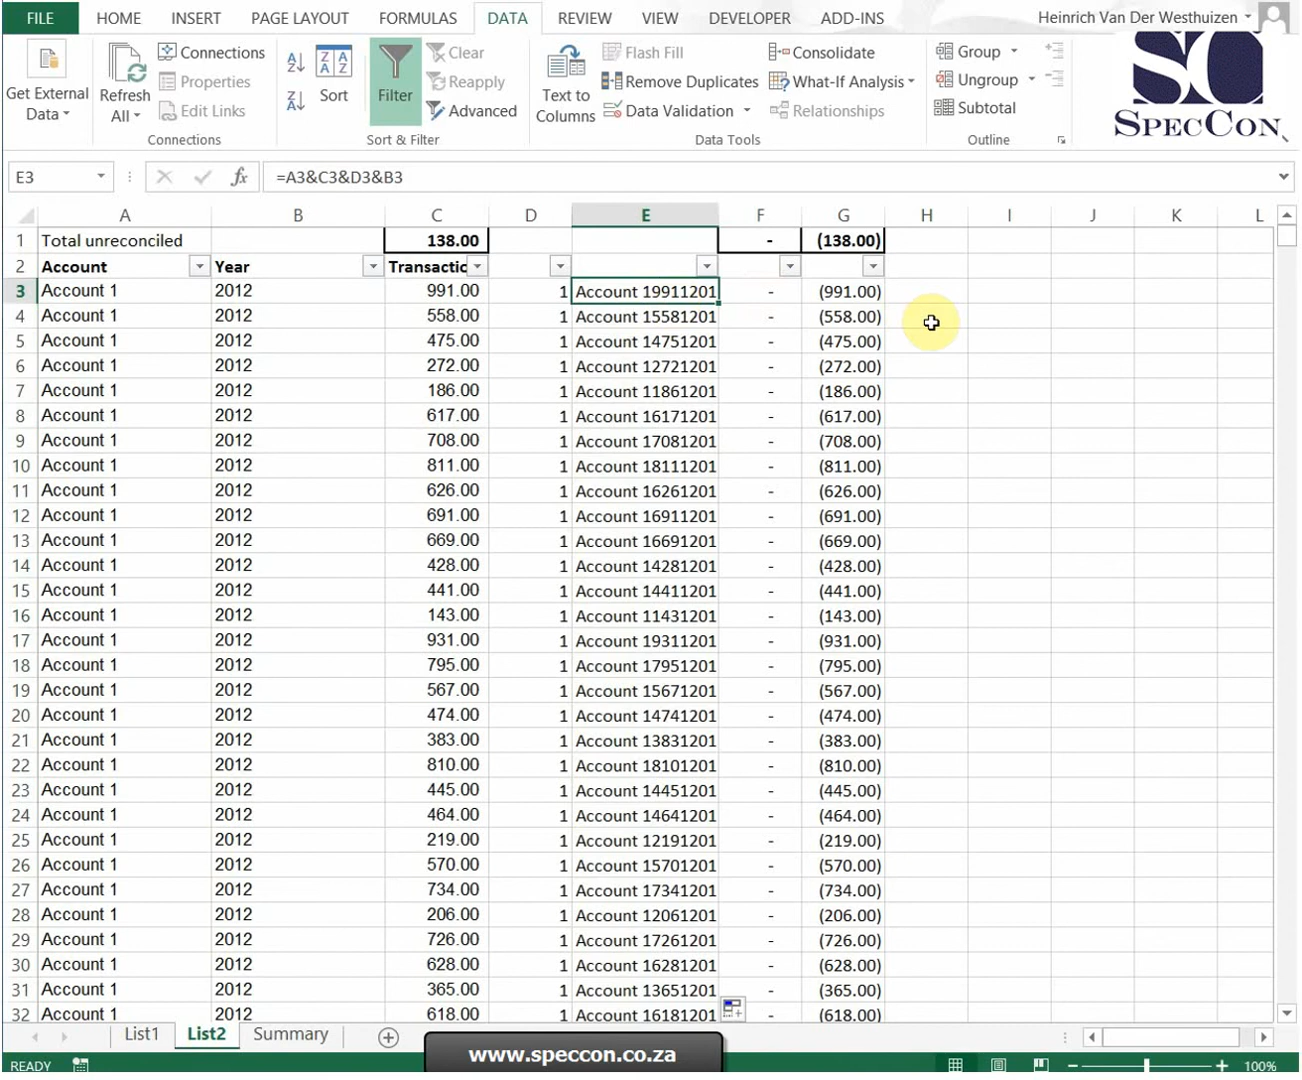 FILE HOME INSERT PAGE LAYOUT FORMULAS DATA REVIEW VIEW DEVELOPER ADD-INS Heinrich Van Der Westhuizen
Get External Data
Refresh All
Connections
Properties
Edit Links
Connections
Sort
Filter
Clear
Reapply
Advanced
Sort & Filter
Text to Columns
Flash Fill
Remove Duplicates
Data Validation
Consolidate
What-If Analysis
Relationships
Data Tools
Group
Ungroup
Subtotal
Outline
SC
SPECCON
E3 fx =A3&C3&D3&B3
A B C D E F G H I J K L
1 Total unreconciled 138.00 - (138.00)
2 Account Year Transactic
3 Account 1 2012 991.00 1 Account 19911201 - (991.00)
4 Account 1 2012 558.00 1 Account 15581201 - (558.00)
5 Account 1 2012 475.00 1 Account 14751201 - (475.00)
6 Account 1 2012 272.00 1 Account 12721201 - (272.00)
7 Account 1 2012 186.00 1 Account 11861201 - (186.00)
8 Account 1 2012 617.00 1 Account 16171201 - (617.00)
9 Account 1 2012 708.00 1 Account 17081201 - (708.00)
10 Account 1 2012 811.00 1 Account 18111201 - (811.00)
11 Account 1 2012 626.00 1 Account 16261201 - (626.00)
12 Account 1 2012 691.00 1 Account 16911201 - (691.00)
13 Account 1 2012 669.00 1 Account 16691201 - (669.00)
14 Account 1 2012 428.00 1 Account 14281201 - (428.00)
15 Account 1 2012 441.00 1 Account 14411201 - (441.00)
16 Account 1 2012 143.00 1 Account 11431201 - (143.00)
17 Account 1 2012 931.00 1 Account 19311201 - (931.00)
18 Account 1 2012 795.00 1 Account 17951201 - (795.00)
19 Account 1 2012 567.00 1 Account 15671201 - (567.00)
20 Account 1 2012 474.00 1 Account 14741201 - (474.00)
21 Account 1 2012 383.00 1 Account 13831201 - (383.00)
22 Account 1 2012 810.00 1 Account 18101201 - (810.00)
23 Account 1 2012 445.00 1 Account 14451201 - (445.00)
24 Account 1 2012 464.00 1 Account 14641201 - (464.00)
25 Account 1 2012 219.00 1 Account 12191201 - (219.00)
26 Account 1 2012 570.00 1 Account 15701201 - (570.00)
27 Account 1 2012 734.00 1 Account 17341201 - (734.00)
28 Account 1 2012 206.00 1 Account 12061201 - (206.00)
29 Account 1 2012 726.00 1 Account 17261201 - (726.00)
30 Account 1 2012 628.00 1 Account 16281201 - (628.00)
31 Account 1 2012 365.00 1 Account 13651201 - (365.00)
32 Account 1 2012 618.00 1 Account 16181201 - (618.00)
List1 List2 Summary
www.speccon.co.za
READY 100%